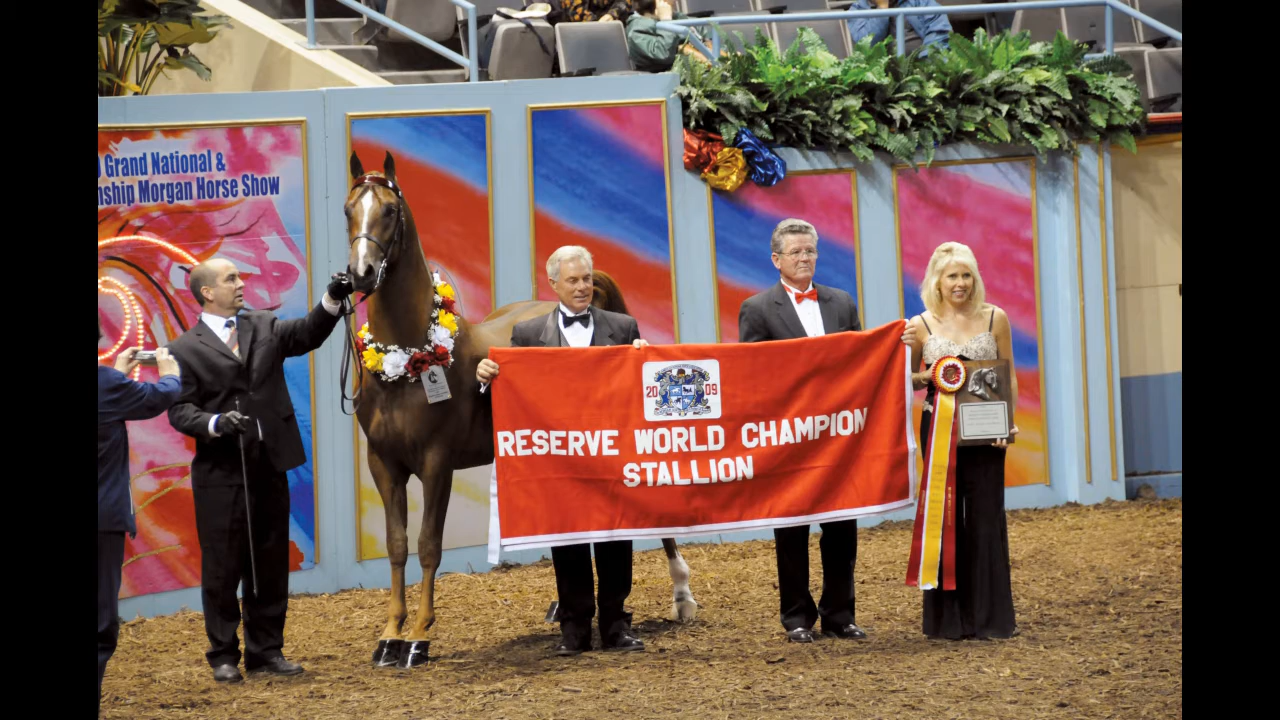 Grand National &
nship Morgan Horse Show
20 09
RESERVE WORLD CHAMPION
STALLION